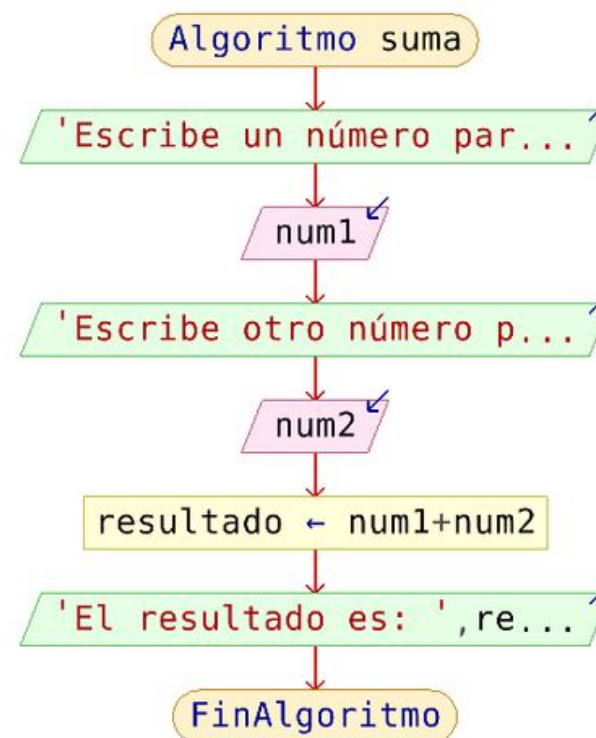 Algoritmo suma
'Escribe un número par...
num1
'Escribe otro número p...
num2
resultado ← num1+num2
'El resultado es: ',re...
FinAlgoritmo